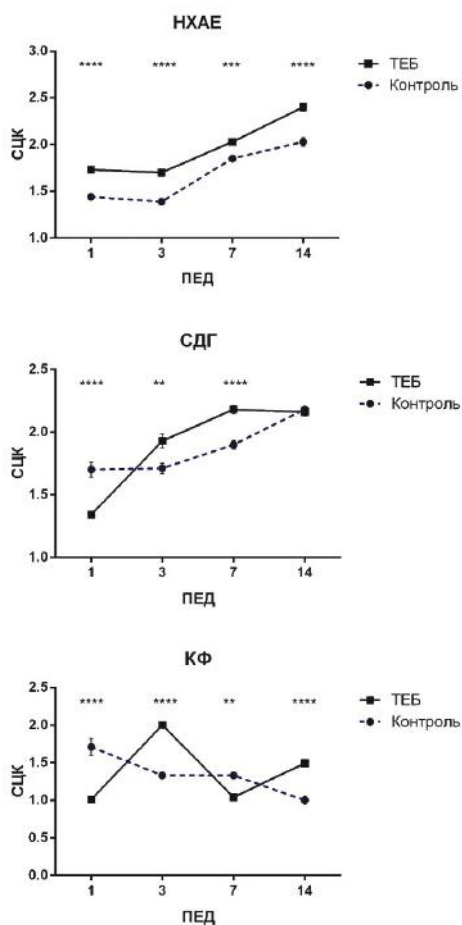 НХАЕ
3.0
**** **** *** ****
ТЕБ
Контроль
2.5
2.0
1.5
1.0
СЦК
1 3 7 14
ПЕД
СДГ
2.5
**** ** ****
ТЕБ
Контроль
2.0
1.5
1.0
СЦК
1 3 7 14
ПЕД
КФ
2.5
**** **** ** ****
ТЕБ
Контроль
2.0
1.5
1.0
0.5
0.0
СЦК
1 3 7 14
ПЕД